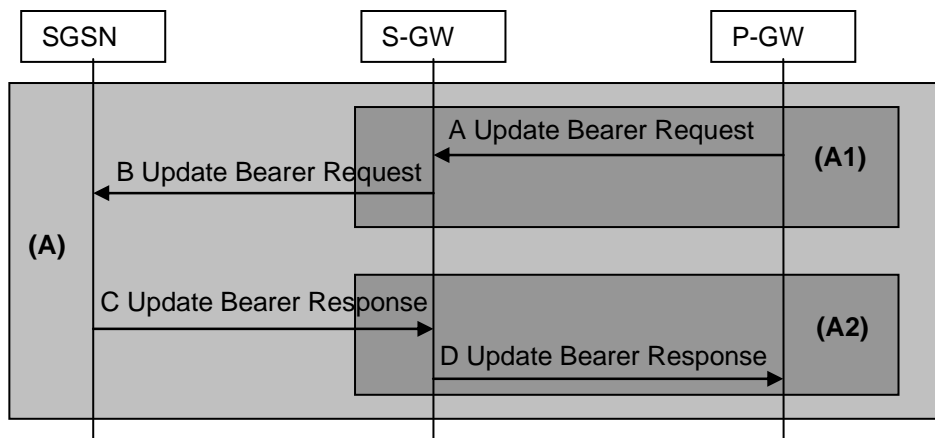 SGSN
S-GW
P-GW
A Update Bearer Request
(A1)
B Update Bearer Request
(A)
C Update Bearer Response
(A2)
D Update Bearer Response